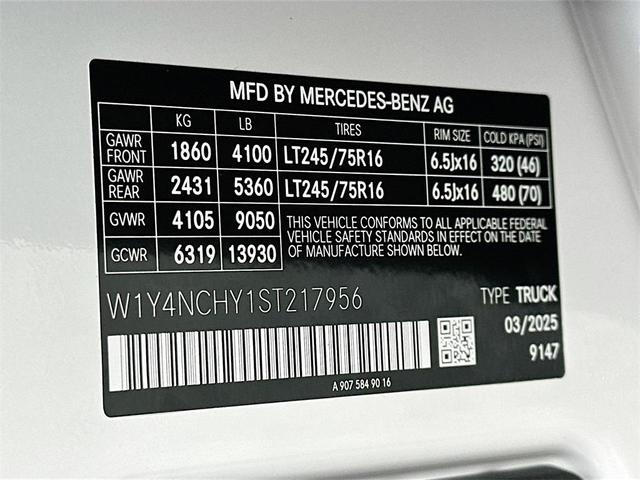 MFD BY MERCEDES-BENZ AG
KG LB TIRES RIM SIZE COLD KPA (PSI)
GAWR FRONT 1860 4100 LT245/75R16 6.5Jx16 320 (46)
GAWR REAR 2431 5360 LT245/75R16 6.5Jx16 480 (70)
GVWR 4105 9050
GCWR 6319 13930
THIS VEHICLE CONFORMS TO ALL APPLICABLE FEDERAL
VEHICLE SAFETY STANDARDS IN EFFECT ON THE DATE
OF MANUFACTURE SHOWN BELOW.
W1Y4NCHY1ST217956
TYPE TRUCK
03/2025
9147
A 907 584 90 16